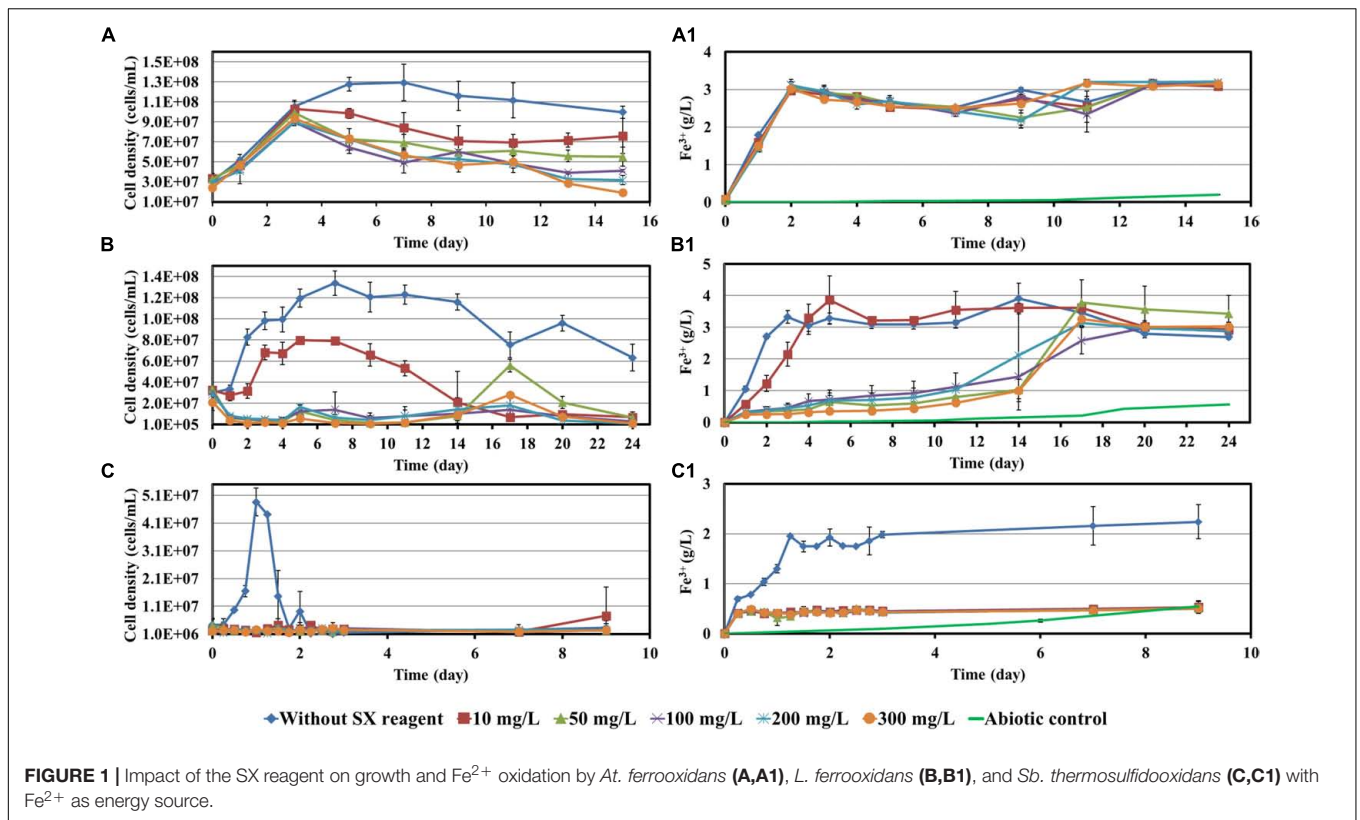 A
Cell density (cells/mL)
1.5E+08
1.3E+08
1.1E+08
9.0E+07
7.0E+07
5.0E+07
3.0E+07
1.0E+07
0 2 4 6 8 10 12 14 16
Time (day)
A1
Fe³⁺ (g/L)
4
3
2
1
0
0 2 4 6 8 10 12 14 16
Time (day)
B
Cell density (cells/mL)
1.4E+08
1.2E+08
1.0E+08
8.0E+07
6.0E+07
4.0E+07
2.0E+07
1.0E+05
0 2 4 6 8 10 12 14 16 18 20 22 24
Time (day)
B1
Fe³⁺ (g/L)
5
4
3
2
1
0
0 2 4 6 8 10 12 14 16 18 20 22 24
Time (day)
C
Cell density (cells/mL)
5.1E+07
4.1E+07
3.1E+07
2.1E+07
1.1E+07
1.0E+06
0 2 4 6 8 10
Time (day)
C1
Fe³⁺ (g/L)
3
2
1
0
0 2 4 6 8 10
Time (day)
Without SX reagent 10 mg/L 50 mg/L 100 mg/L 200 mg/L 300 mg/L Abiotic control
FIGURE 1 | Impact of the SX reagent on growth and Fe²⁺ oxidation by At. ferrooxidans (A,A1), L. ferrooxidans (B,B1), and Sb. thermosulfidooxidans (C,C1) with
Fe²⁺ as energy source.